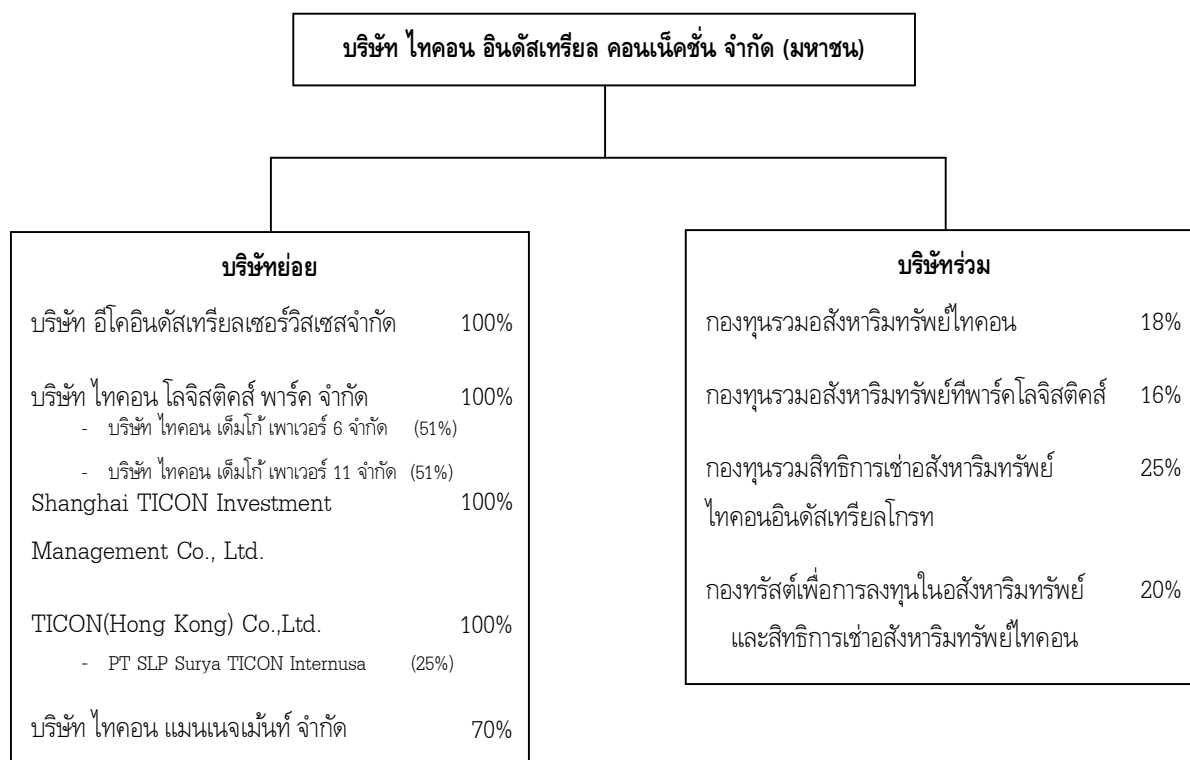 บริษัท ไทคอน อินดัสเทรียล คอนเน็คชั่น จำกัด (มหาชน)
บริษัทย่อย
บริษัท อีโคอินดัสเทรียลเซอร์วิสเซสจำกัด 100%
บริษัท ไทคอน โลจิสติคส์ พาร์ค จำกัด 100%
- บริษัท ไทคอน เด็มโก้ เพาเวอร์ 6 จำกัด (51%)
- บริษัท ไทคอน เด็มโก้ เพาเวอร์ 11 จำกัด (51%)
Shanghai TICON Investment 100%
Management Co., Ltd.
TICON(Hong Kong) Co.,Ltd. 100%
- PT SLP Surya TICON Internusa (25%)
บริษัท ไทคอน แมนเนจเม้นท์ จำกัด 70%
บริษัทร่วม
กองทุนรวมอสังหาริมทรัพย์ไทคอน 18%
กองทุนรวมอสังหาริมทรัพย์ทีพาร์คโลจิสติคส์ 16%
กองทุนรวมสิทธิการเช่าอสังหาริมทรัพย์ 25%
ไทคอนอินดัสเทรียลโกรท
กองทรัสต์เพื่อการลงทุนในอสังหาริมทรัพย์ 20%
และสิทธิการเช่าอสังหาริมทรัพย์ไทคอน